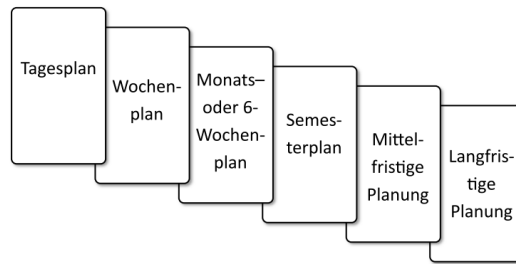 Tagesplan
Wochen-
plan
Monats–
oder 6-
Wochen-
plan
Semes-
terplan
Mittel-
fristige
Planung
Langfris-
tige
Planung